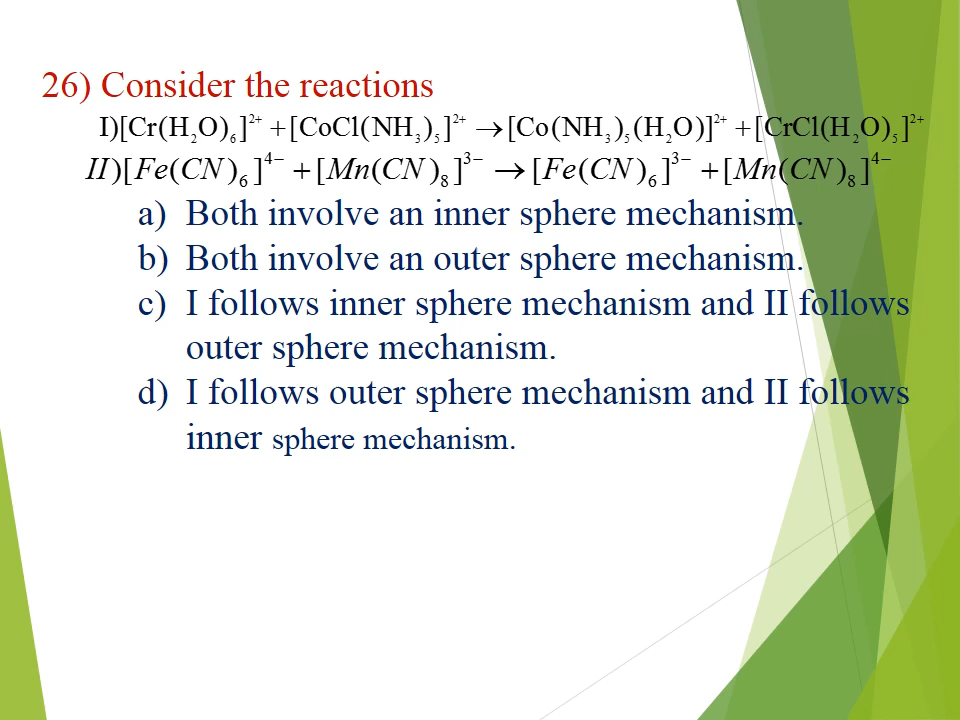 26) Consider the reactions
I)[Cr(H₂O)₆]²⁺ + [CoCl(NH₃)₅]²⁺ → [Co(NH₃)₅(H₂O)]²⁺ + [CrCl(H₂O)₅]²⁺
II)[Fe(CN)₆]⁴⁻ + [Mn(CN)₈]³⁻ → [Fe(CN)₆]³⁻ + [Mn(CN)₈]⁴⁻
a) Both involve an inner sphere mechanism.
b) Both involve an outer sphere mechanism.
c) I follows inner sphere mechanism and II follows
outer sphere mechanism.
d) I follows outer sphere mechanism and II follows
inner sphere mechanism.